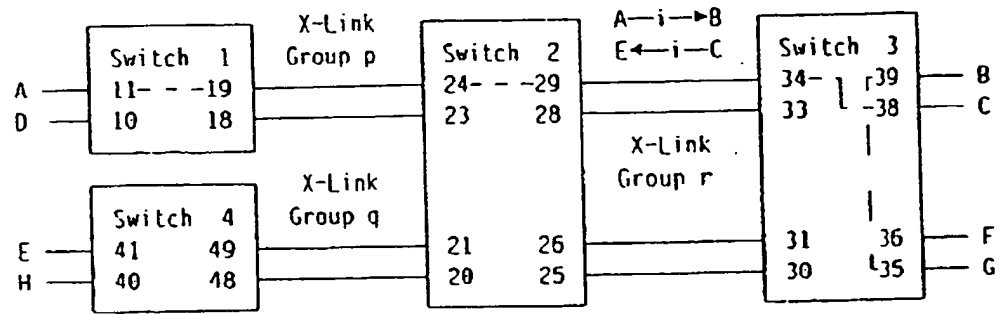 X-Link
Group p
A—i→B
E←i—C
Switch 1
11- - -19
10 18
A
D
Switch 2
24- - -29
23 28
21 26
20 25
Switch 3
34- 39
33 -38
31 36
30 35
B
C
F
G
X-Link
Group r
X-Link
Group q
Switch 4
41 49
40 48
E
H